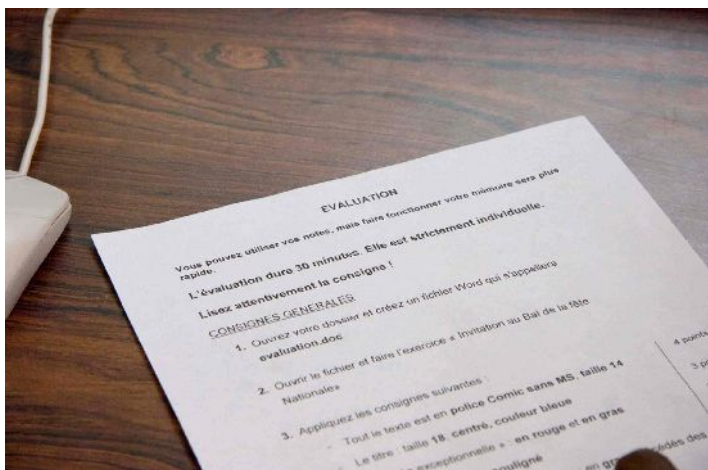 EVALUATION
Vous pouvez utiliser vos notes, mais faire fonctionner votre mémoire sera plus
rapide.
L'évaluation dure 30 minutes. Elle est strictement individuelle.
Lisez attentivement la consigne !
CONSIGNES GENERALES
1. Ouvrez votre dossier et créez un fichier Word qui s'appellera
evaluation.doc
2. Ouvrir le fichier et faire l'exercice « Invitation au Bal de la fête
Nationale»
4 points
3. Appliquez les consignes suivantes :
- Tout le texte est en police Comic sans MS, taille 14
- Le titre : taille 18, centré, couleur bleue
exceptionnelle » : en rouge et en gras
souligné